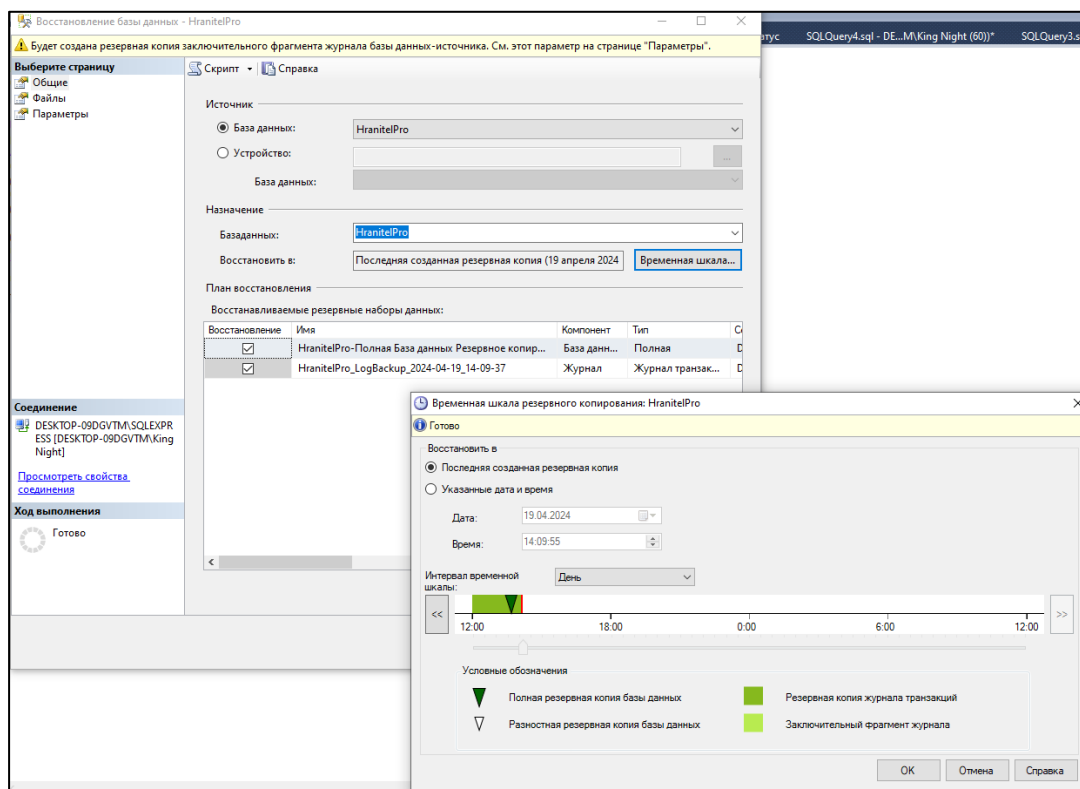 Восстановление базы данных - HranitelPro
Будет создана резервная копия заключительного фрагмента журнала базы данных-источника. См. этот параметр на странице "Параметры".
SQLQuery4.sql - DE...M\King Night (60))*
SQLQuery3.s
Выберите страницу
Общие
Файлы
Параметры
Скрипт
Справка
Источник
База данных:
HranitelPro
Устройство:
...
База данных:
Назначение
Базаданных:
HranitelPro
Восстановить в:
Последняя созданная резервная копия (19 апреля 2024
Временная шкала...
План восстановления
Восстанавливаемые резервные наборы данных:
Восстановление Имя Компонент Тип
HranitelPro-Полная База данных Резервное копир... База данн... Полная
HranitelPro_LogBackup_2024-04-19_14-09-37 Журнал Журнал транзак...
Соединение
DESKTOP-09DGVTM\SQLEXPR
ESS [DESKTOP-09DGVTM\King
Night]
Просмотреть свойства
соединения
Ход выполнения
Готово
Временная шкала резервного копирования: HranitelPro
Готово
Восстановить в
Последняя созданная резервная копия
Указанные дата и время
Дата:
19.04.2024
Время:
14:09:55
Интервал временной
шкалы:
День
<<
>>
12:00 18:00 0:00 6:00 12:00
Условные обозначения
Полная резервная копия базы данных
Резервная копия журнала транзакций
Разностная резервная копия базы данных
Заключительный фрагмент журнала
OK
Отмена
Справка